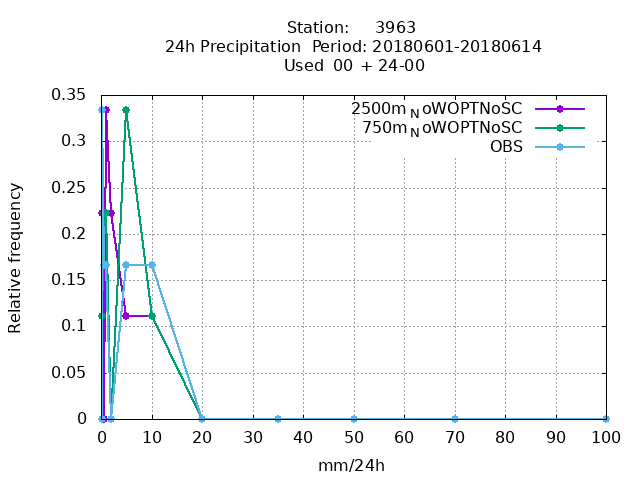 Station: 3963
24h Precipitation Period: 20180601-20180614
Used 00 + 24-00
2500m_NoWOPTNoSC
750m_NoWOPTNoSC
OBS
Relative frequency
0.35
0.3
0.25
0.2
0.15
0.1
0.05
0
0 10 20 30 40 50 60 70 80 90 100
mm/24h